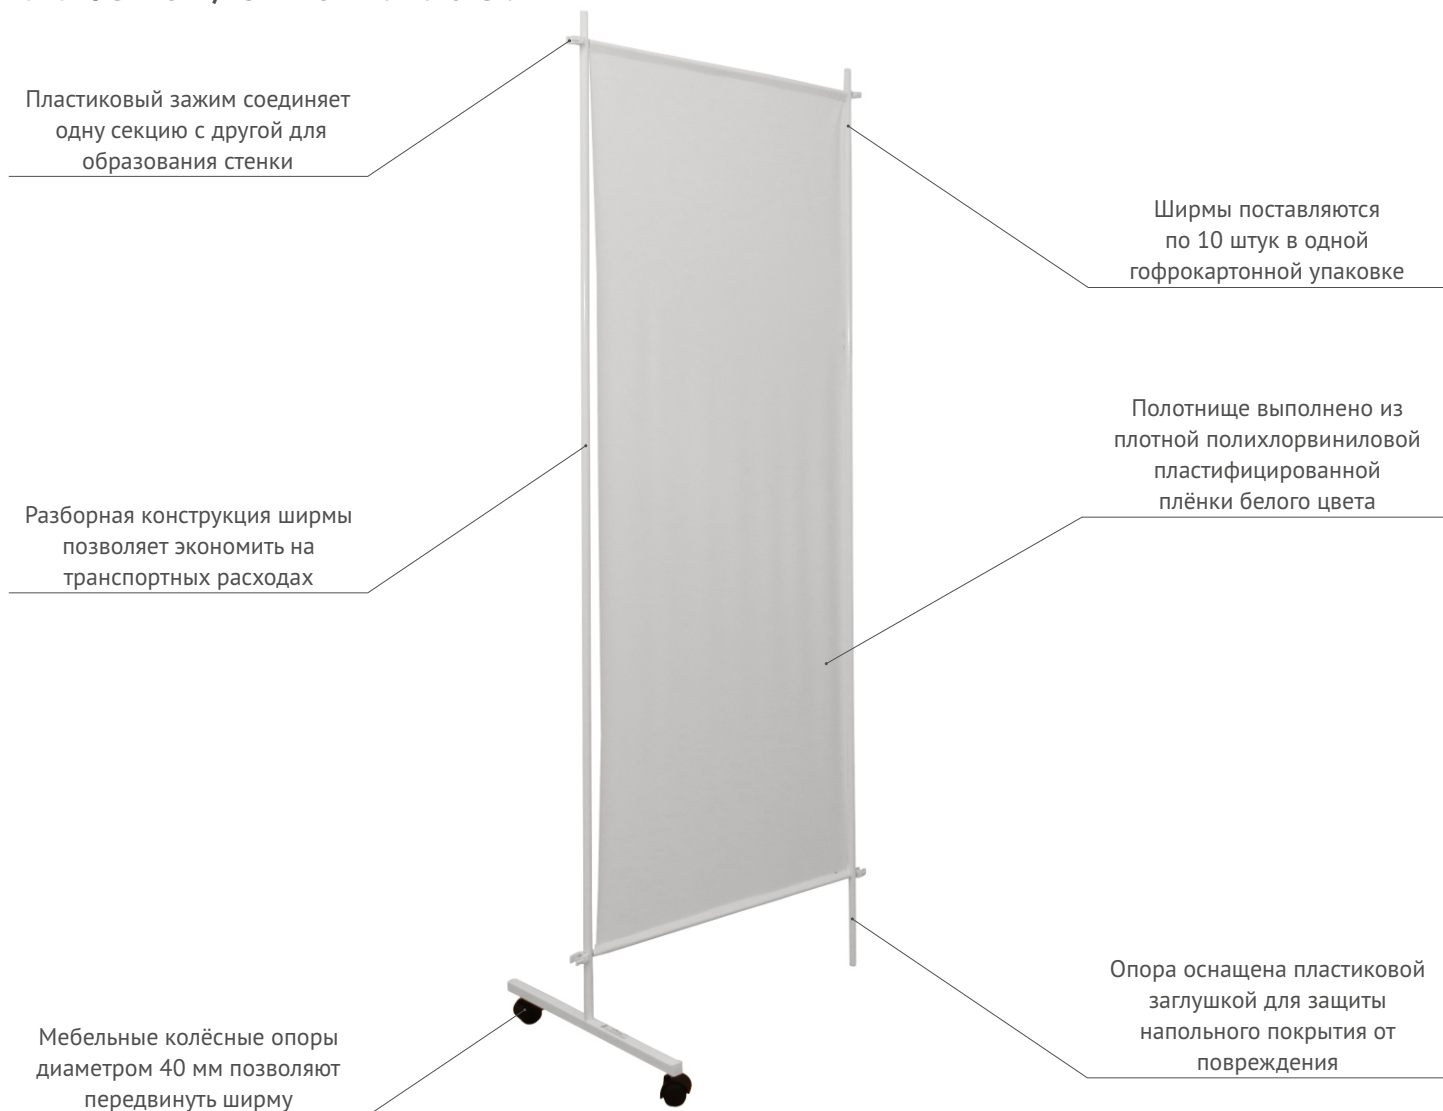 Пластиковый зажим соединяет
одну секцию с другой для
образования стенки
Ширмы поставляются
по 10 штук в одной
гофрокартонной упаковке
Полотнище выполнено из
плотной полихлорвиниловой
пластифицированной
плёнки белого цвета
Разборная конструкция ширмы
позволяет экономить на
транспортных расходах
Опора оснащена пластиковой
заглушкой для защиты
напольного покрытия от
повреждения
Мебельные колёсные опоры
диаметром 40 мм позволяют
передвинуть ширму